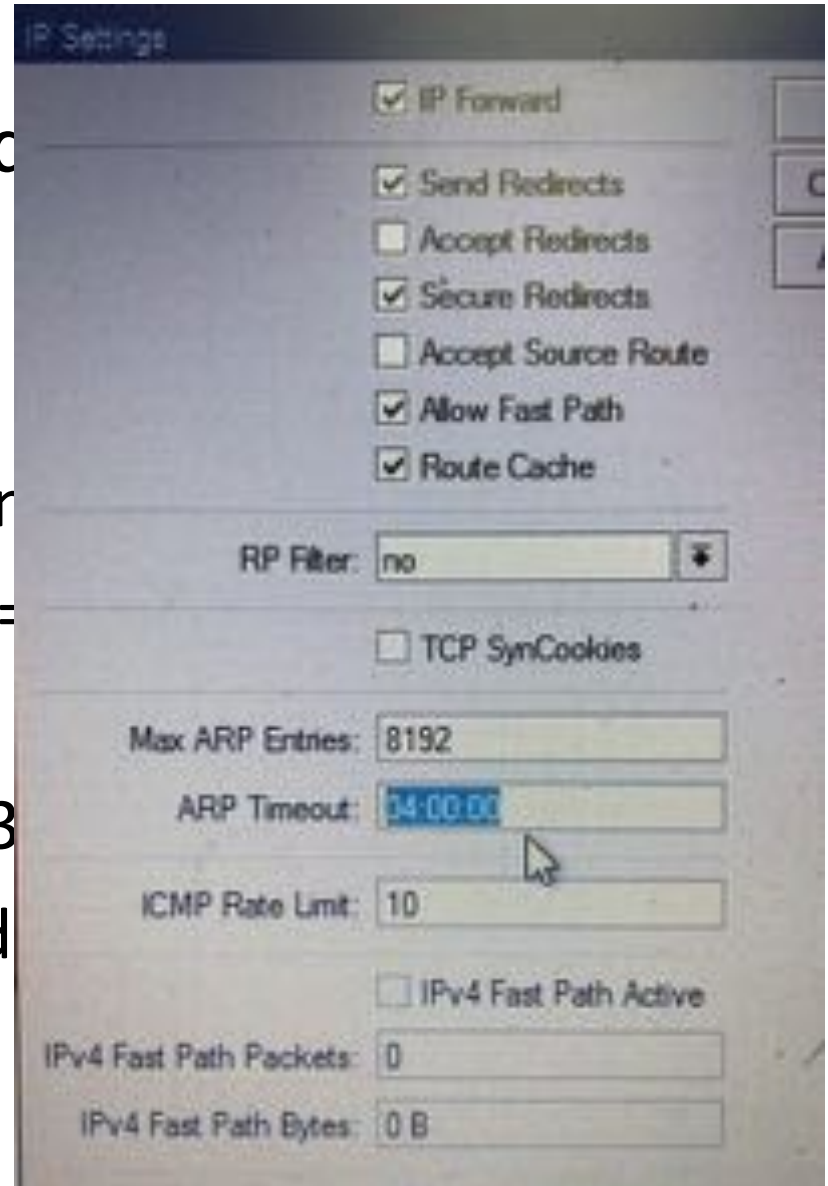 IP Settings
IP Forward
Send Redirects
Accept Redirects
Secure Redirects
Accept Source Route
Allow Fast Path
Route Cache
RP Filter: no
TCP SynCookies
Max ARP Entries: 8192
ARP Timeout: 04:00:00
ICMP Rate Limit: 10
IPv4 Fast Path Active
IPv4 Fast Path Packets: 0
IPv4 Fast Path Bytes: 0 B